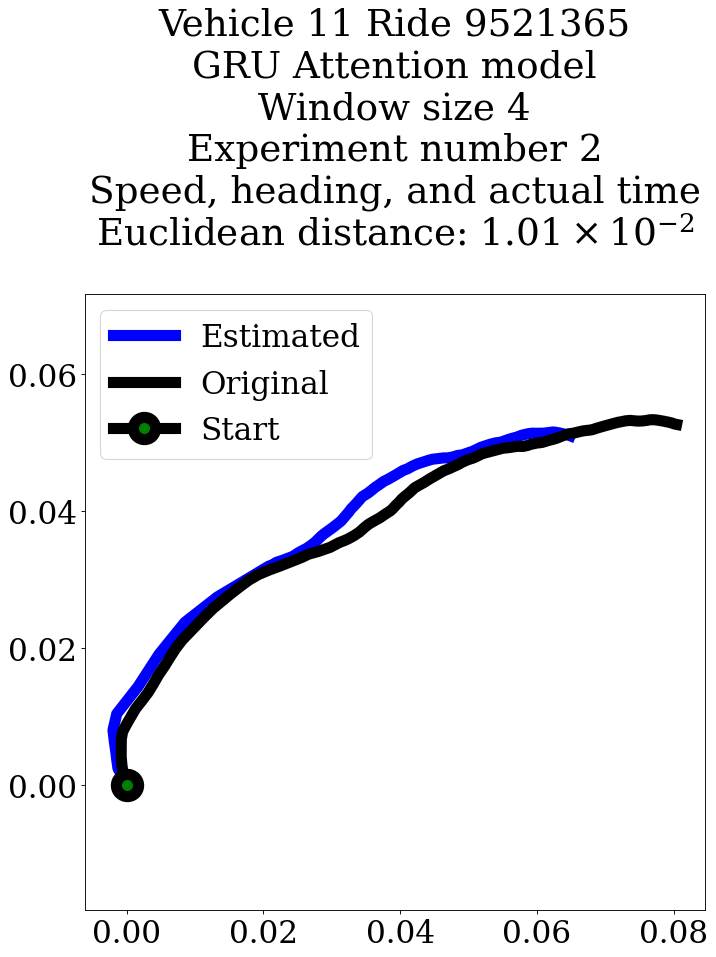 Vehicle 11 Ride 9521365
GRU Attention model
Window size 4
Experiment number 2
Speed, heading, and actual time
Euclidean distance: 1.01 × 10⁻²
Estimated
Original
Start
0.06
0.04
0.02
0.00
0.00 0.02 0.04 0.06 0.08